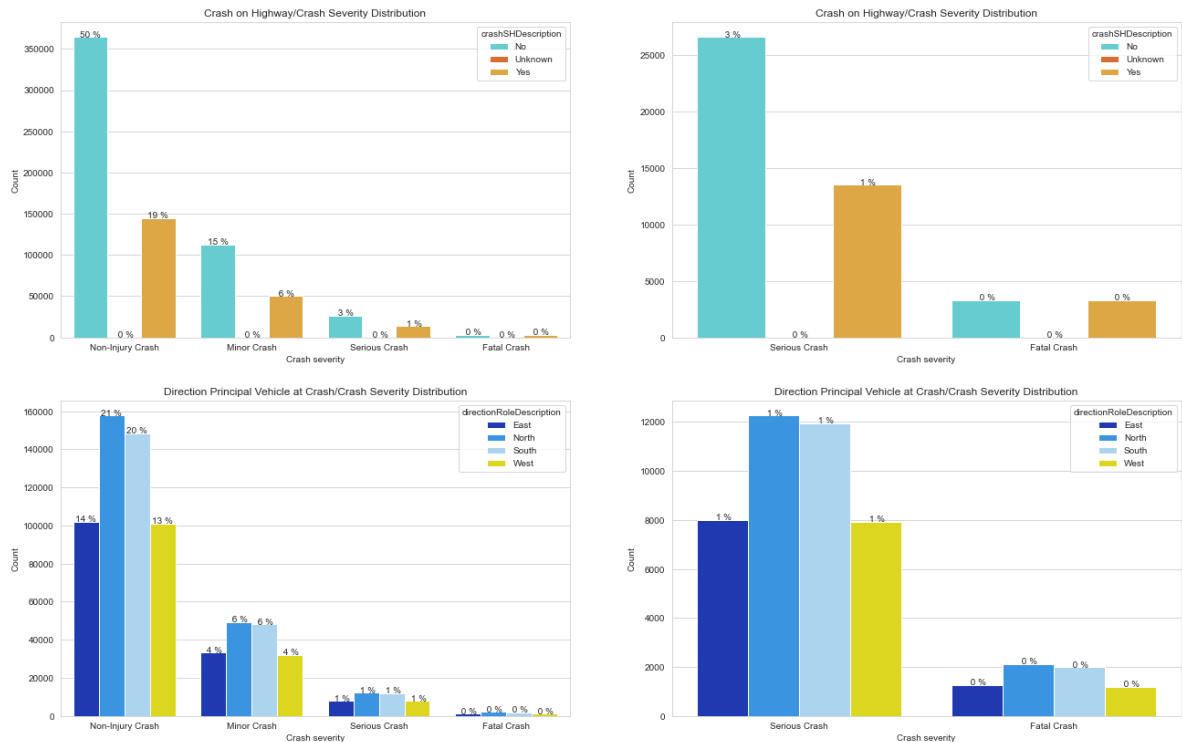 Crash on Highway/Crash Severity Distribution
crashSHDescription
No
Unknown
Yes
50 %
19 %
0 %
15 %
6 %
0 %
3 %
1 %
0 %
0 %
0 %
0 %
350000
300000
250000
200000
150000
100000
50000
0
Count
Non-Injury Crash
Minor Crash
Serious Crash
Fatal Crash
Crash severity
Crash on Highway/Crash Severity Distribution
crashSHDescription
No
Unknown
Yes
3 %
1 %
0 %
0 %
0 %
0 %
25000
20000
15000
10000
5000
0
Count
Serious Crash
Fatal Crash
Crash severity
Direction Principal Vehicle at Crash/Crash Severity Distribution
directionRoleDescription
East
North
South
West
14 %
21 %
20 %
13 %
4 %
6 %
6 %
4 %
1 %
1 %
1 %
1 %
0 %
0 %
0 %
0 %
160000
140000
120000
100000
80000
60000
40000
20000
0
Count
Non-Injury Crash
Minor Crash
Serious Crash
Fatal Crash
Crash severity
Direction Principal Vehicle at Crash/Crash Severity Distribution
directionRoleDescription
East
North
South
West
1 %
1 %
1 %
1 %
0 %
0 %
0 %
0 %
12000
10000
8000
6000
4000
2000
0
Count
Serious Crash
Fatal Crash
Crash severity